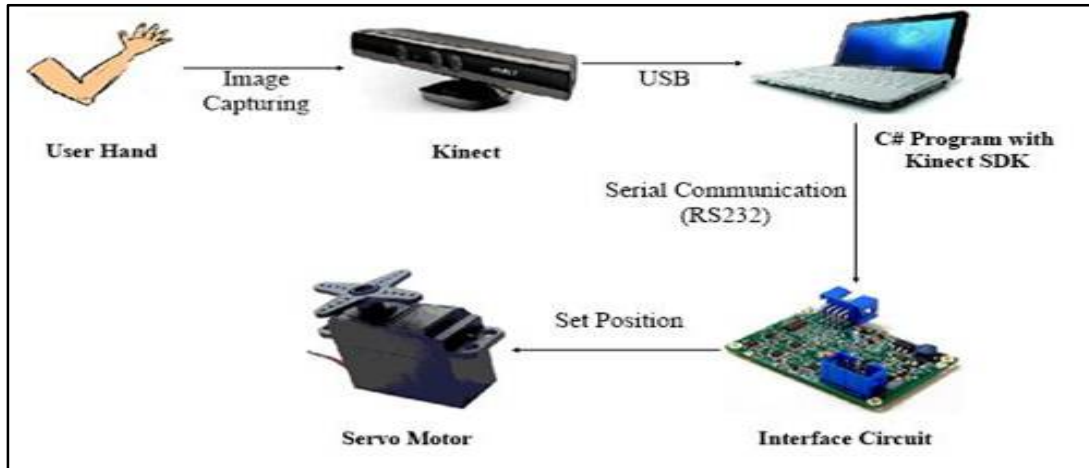 Image
Capturing
USB
User Hand
Kinect
C# Program with
Kinect SDK
Serial Communication
(RS232)
Set Position
Servo Motor
Interface Circuit